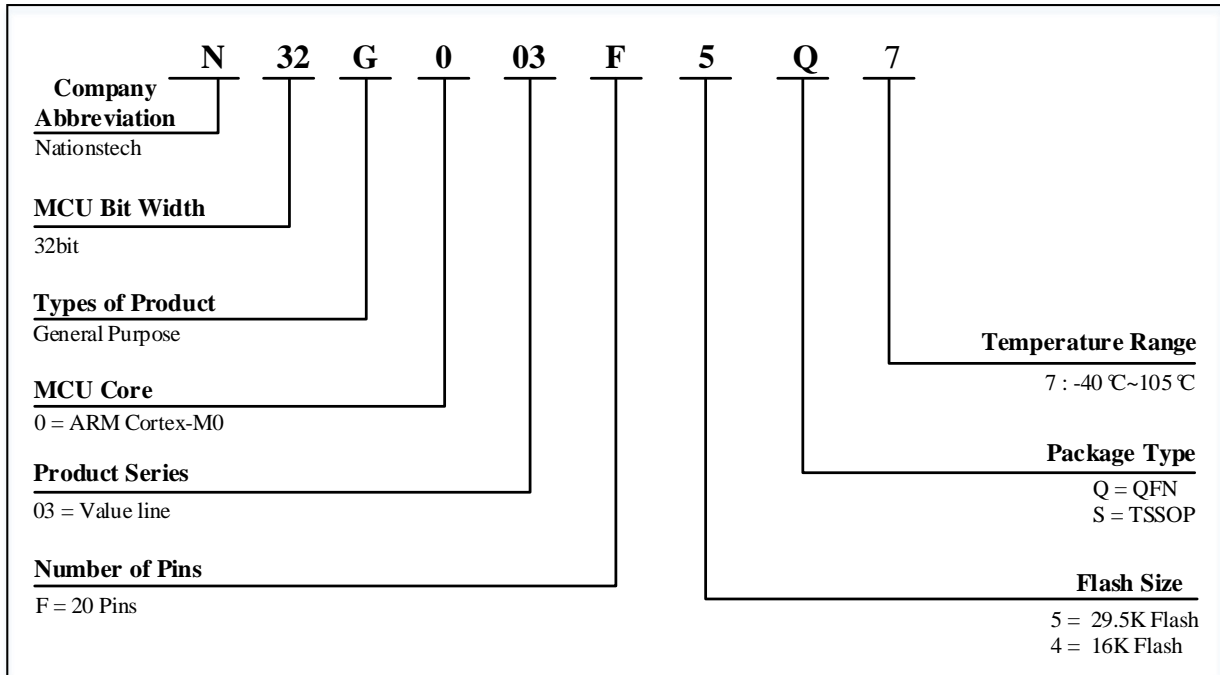 N 32 G 0 03 F 5 Q 7
Company
Abbreviation
Nationstech
MCU Bit Width
32bit
Types of Product
General Purpose
MCU Core
0 = ARM Cortex-M0
Product Series
03 = Value line
Number of Pins
F = 20 Pins
Temperature Range
7 : -40 ℃~105 ℃
Package Type
Q = QFN
S = TSSOP
Flash Size
5 = 29.5K Flash
4 = 16K Flash